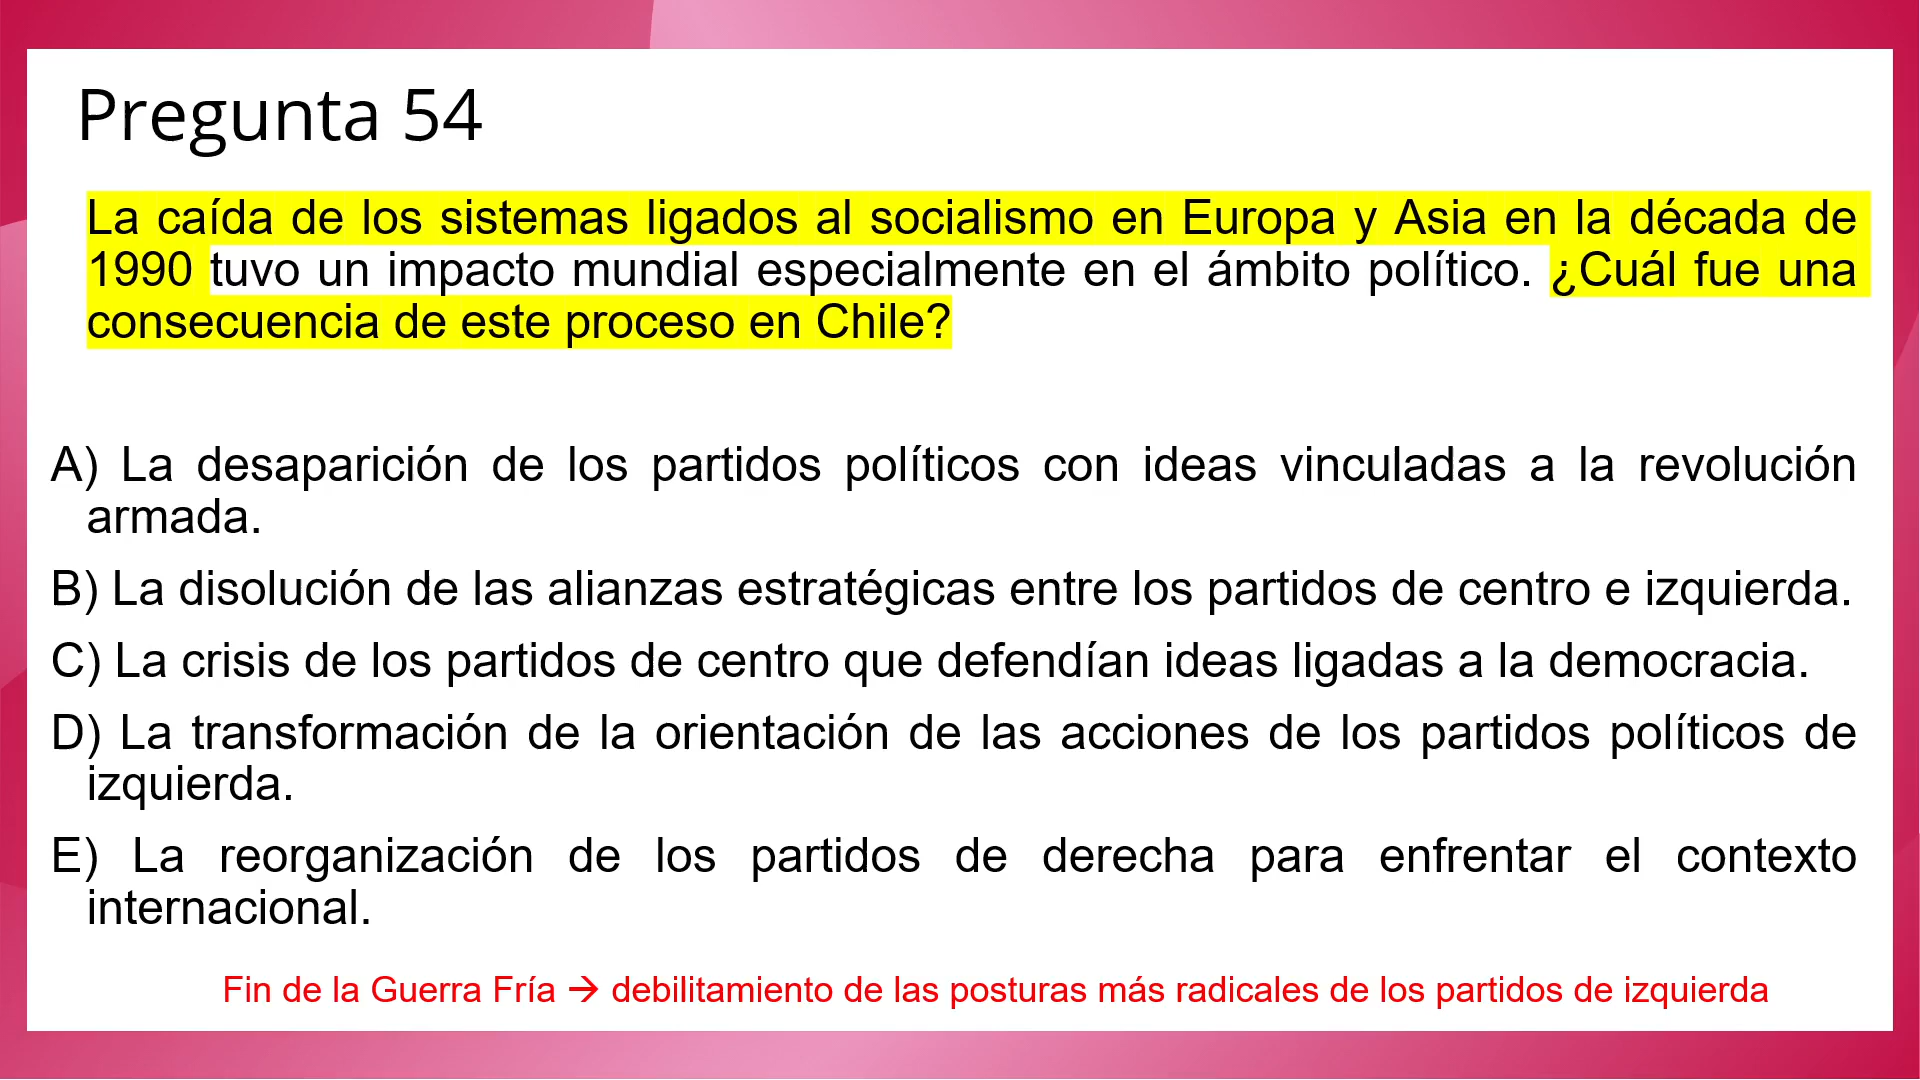 Pregunta 54
La caída de los sistemas ligados al socialismo en Europa y Asia en la década de
1990 tuvo un impacto mundial especialmente en el ámbito político. ¿Cuál fue una
consecuencia de este proceso en Chile?
A) La desaparición de los partidos políticos con ideas vinculadas a la revolución
armada.
B) La disolución de las alianzas estratégicas entre los partidos de centro e izquierda.
C) La crisis de los partidos de centro que defendían ideas ligadas a la democracia.
D) La transformación de la orientación de las acciones de los partidos políticos de
izquierda.
E) La reorganización de los partidos de derecha para enfrentar el contexto
internacional.
Fin de la Guerra Fría → debilitamiento de las posturas más radicales de los partidos de izquierda